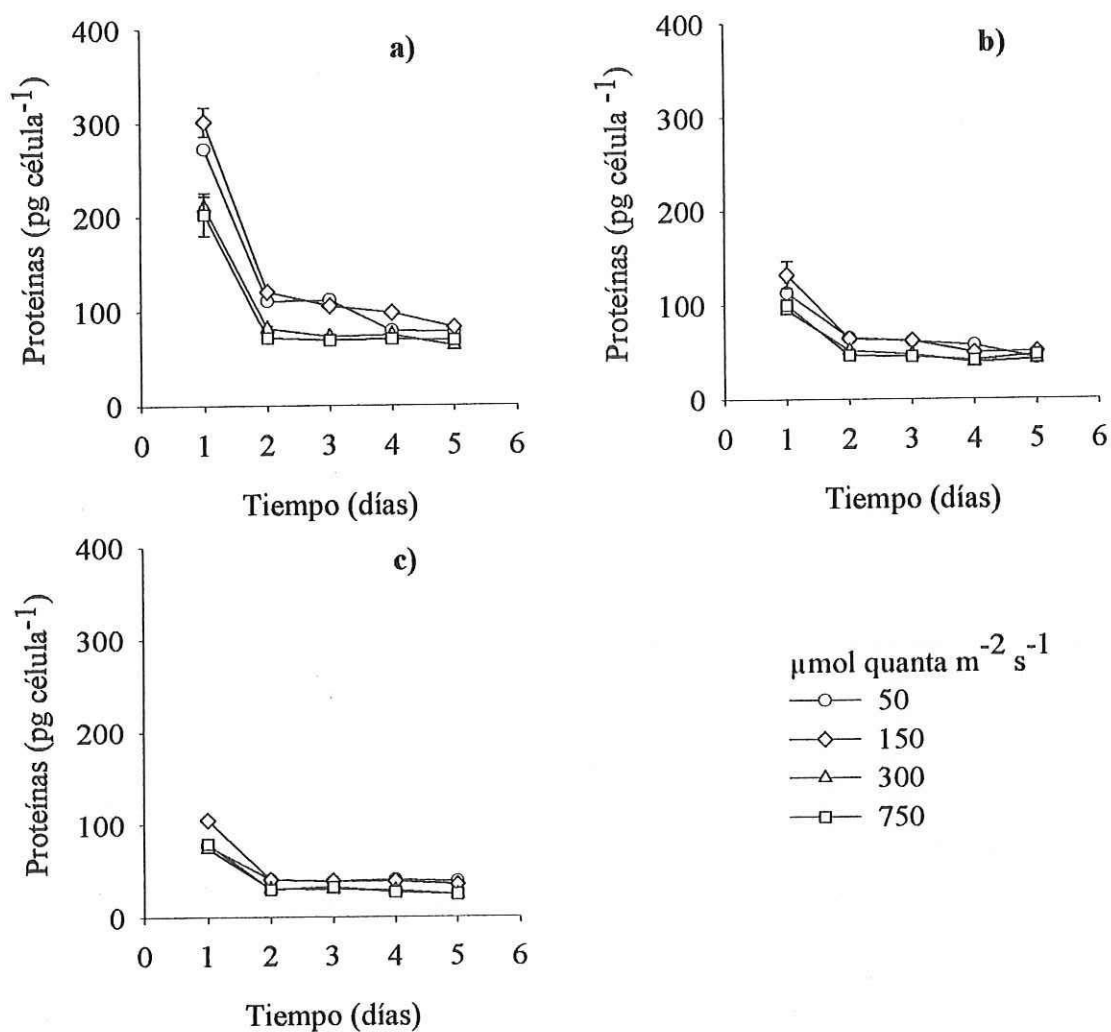 a)
Proteínas (pg célula-1)
400
300
200
100
0
0 1 2 3 4 5 6
Tiempo (días)
b)
Proteínas (pg célula -1)
400
300
200
100
0
0 1 2 3 4 5 6
Tiempo (días)
c)
Proteínas (pg célula-1)
400
300
200
100
0
0 1 2 3 4 5 6
Tiempo (días)
µmol quanta m-2 s-1
50
150
300
750